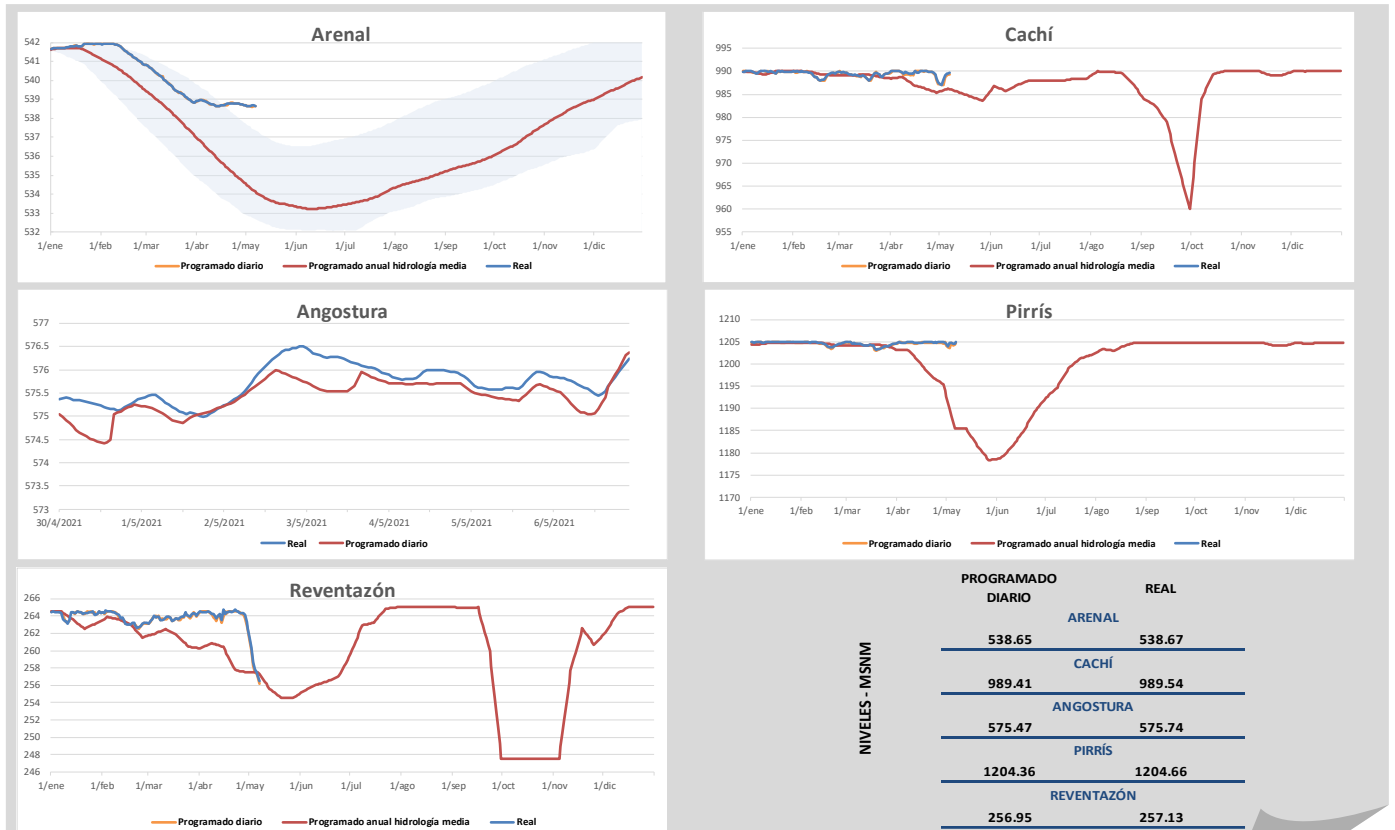 Arenal
542
541
540
539
538
537
536
535
534
533
532
1/ene 1/feb 1/mar 1/abr 1/may 1/jun 1/jul 1/ago 1/sep 1/oct 1/nov 1/dic
Programado diario Programado anual hidrología media Real
Cachí
995
990
985
980
975
970
965
960
955
1/ene 1/feb 1/mar 1/abr 1/may 1/jun 1/jul 1/ago 1/sep 1/oct 1/nov 1/dic
Programado diario Programado anual hidrología media Real
Angostura
577
576.5
576
575.5
575
574.5
574
573.5
573
30/4/2021 1/5/2021 2/5/2021 3/5/2021 4/5/2021 5/5/2021 6/5/2021
Real Programado diario
Pirrís
1210
1205
1200
1195
1190
1185
1180
1175
1170
1/ene 1/feb 1/mar 1/abr 1/may 1/jun 1/jul 1/ago 1/sep 1/oct 1/nov 1/dic
Programado diario Programado anual hidrología media Real
Reventazón
266
264
262
260
258
256
254
252
250
248
246
1/ene 1/feb 1/mar 1/abr 1/may 1/jun 1/jul 1/ago 1/sep 1/oct 1/nov 1/dic
Programado diario Programado anual hidrología media Real
NIVELES - MSNM
PROGRAMADO
DIARIO
REAL
ARENAL
538.65 538.67
CACHÍ
989.41 989.54
ANGOSTURA
575.47 575.74
PIRRÍS
1204.36 1204.66
REVENTAZÓN
256.95 257.13